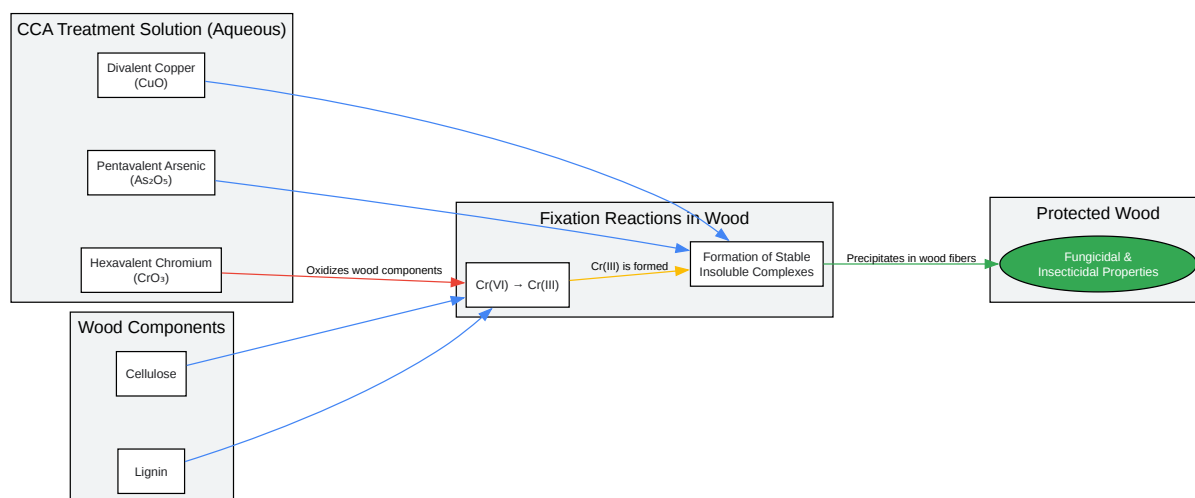 CCA Treatment Solution (Aqueous)
Divalent Copper
(CuO)
Pentavalent Arsenic
(As₂O₅)
Hexavalent Chromium
(CrO₃)
Wood Components
Cellulose
Lignin
Oxidizes wood components
Fixation Reactions in Wood
Cr(VI) → Cr(III)
Cr(III) is formed
Formation of Stable
Insoluble Complexes
Precipitates in wood fibers
Protected Wood
Fungicidal &
Insecticidal Properties